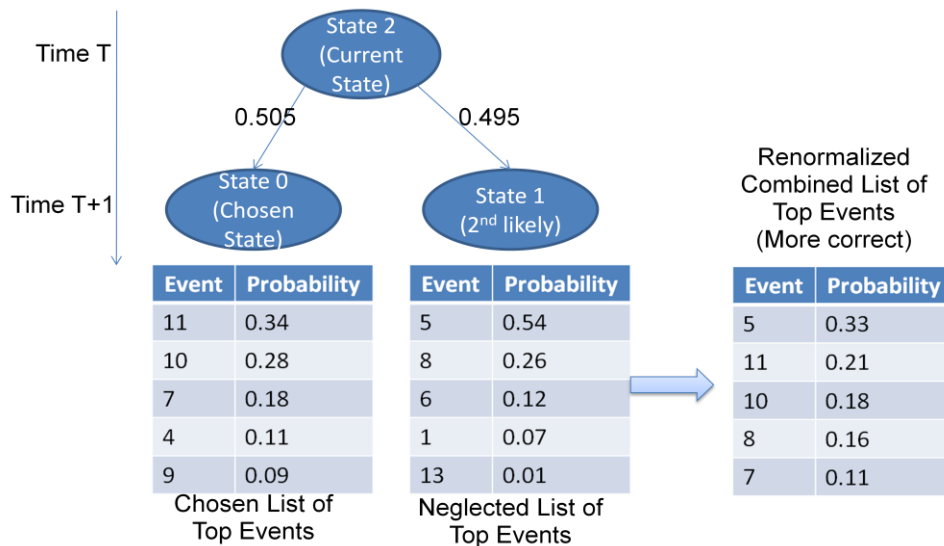 Time T
State 2
(Current
State)
0.505
0.495
Time T+1
State 0
(Chosen
State)
State 1
(2nd likely)
Renormalized
Combined List of
Top Events
(More correct)
Event Probability
11 0.34
10 0.28
7 0.18
4 0.11
9 0.09
Chosen List of
Top Events
Event Probability
5 0.54
8 0.26
6 0.12
1 0.07
13 0.01
Neglected List of
Top Events
Event Probability
5 0.33
11 0.21
10 0.18
8 0.16
7 0.11